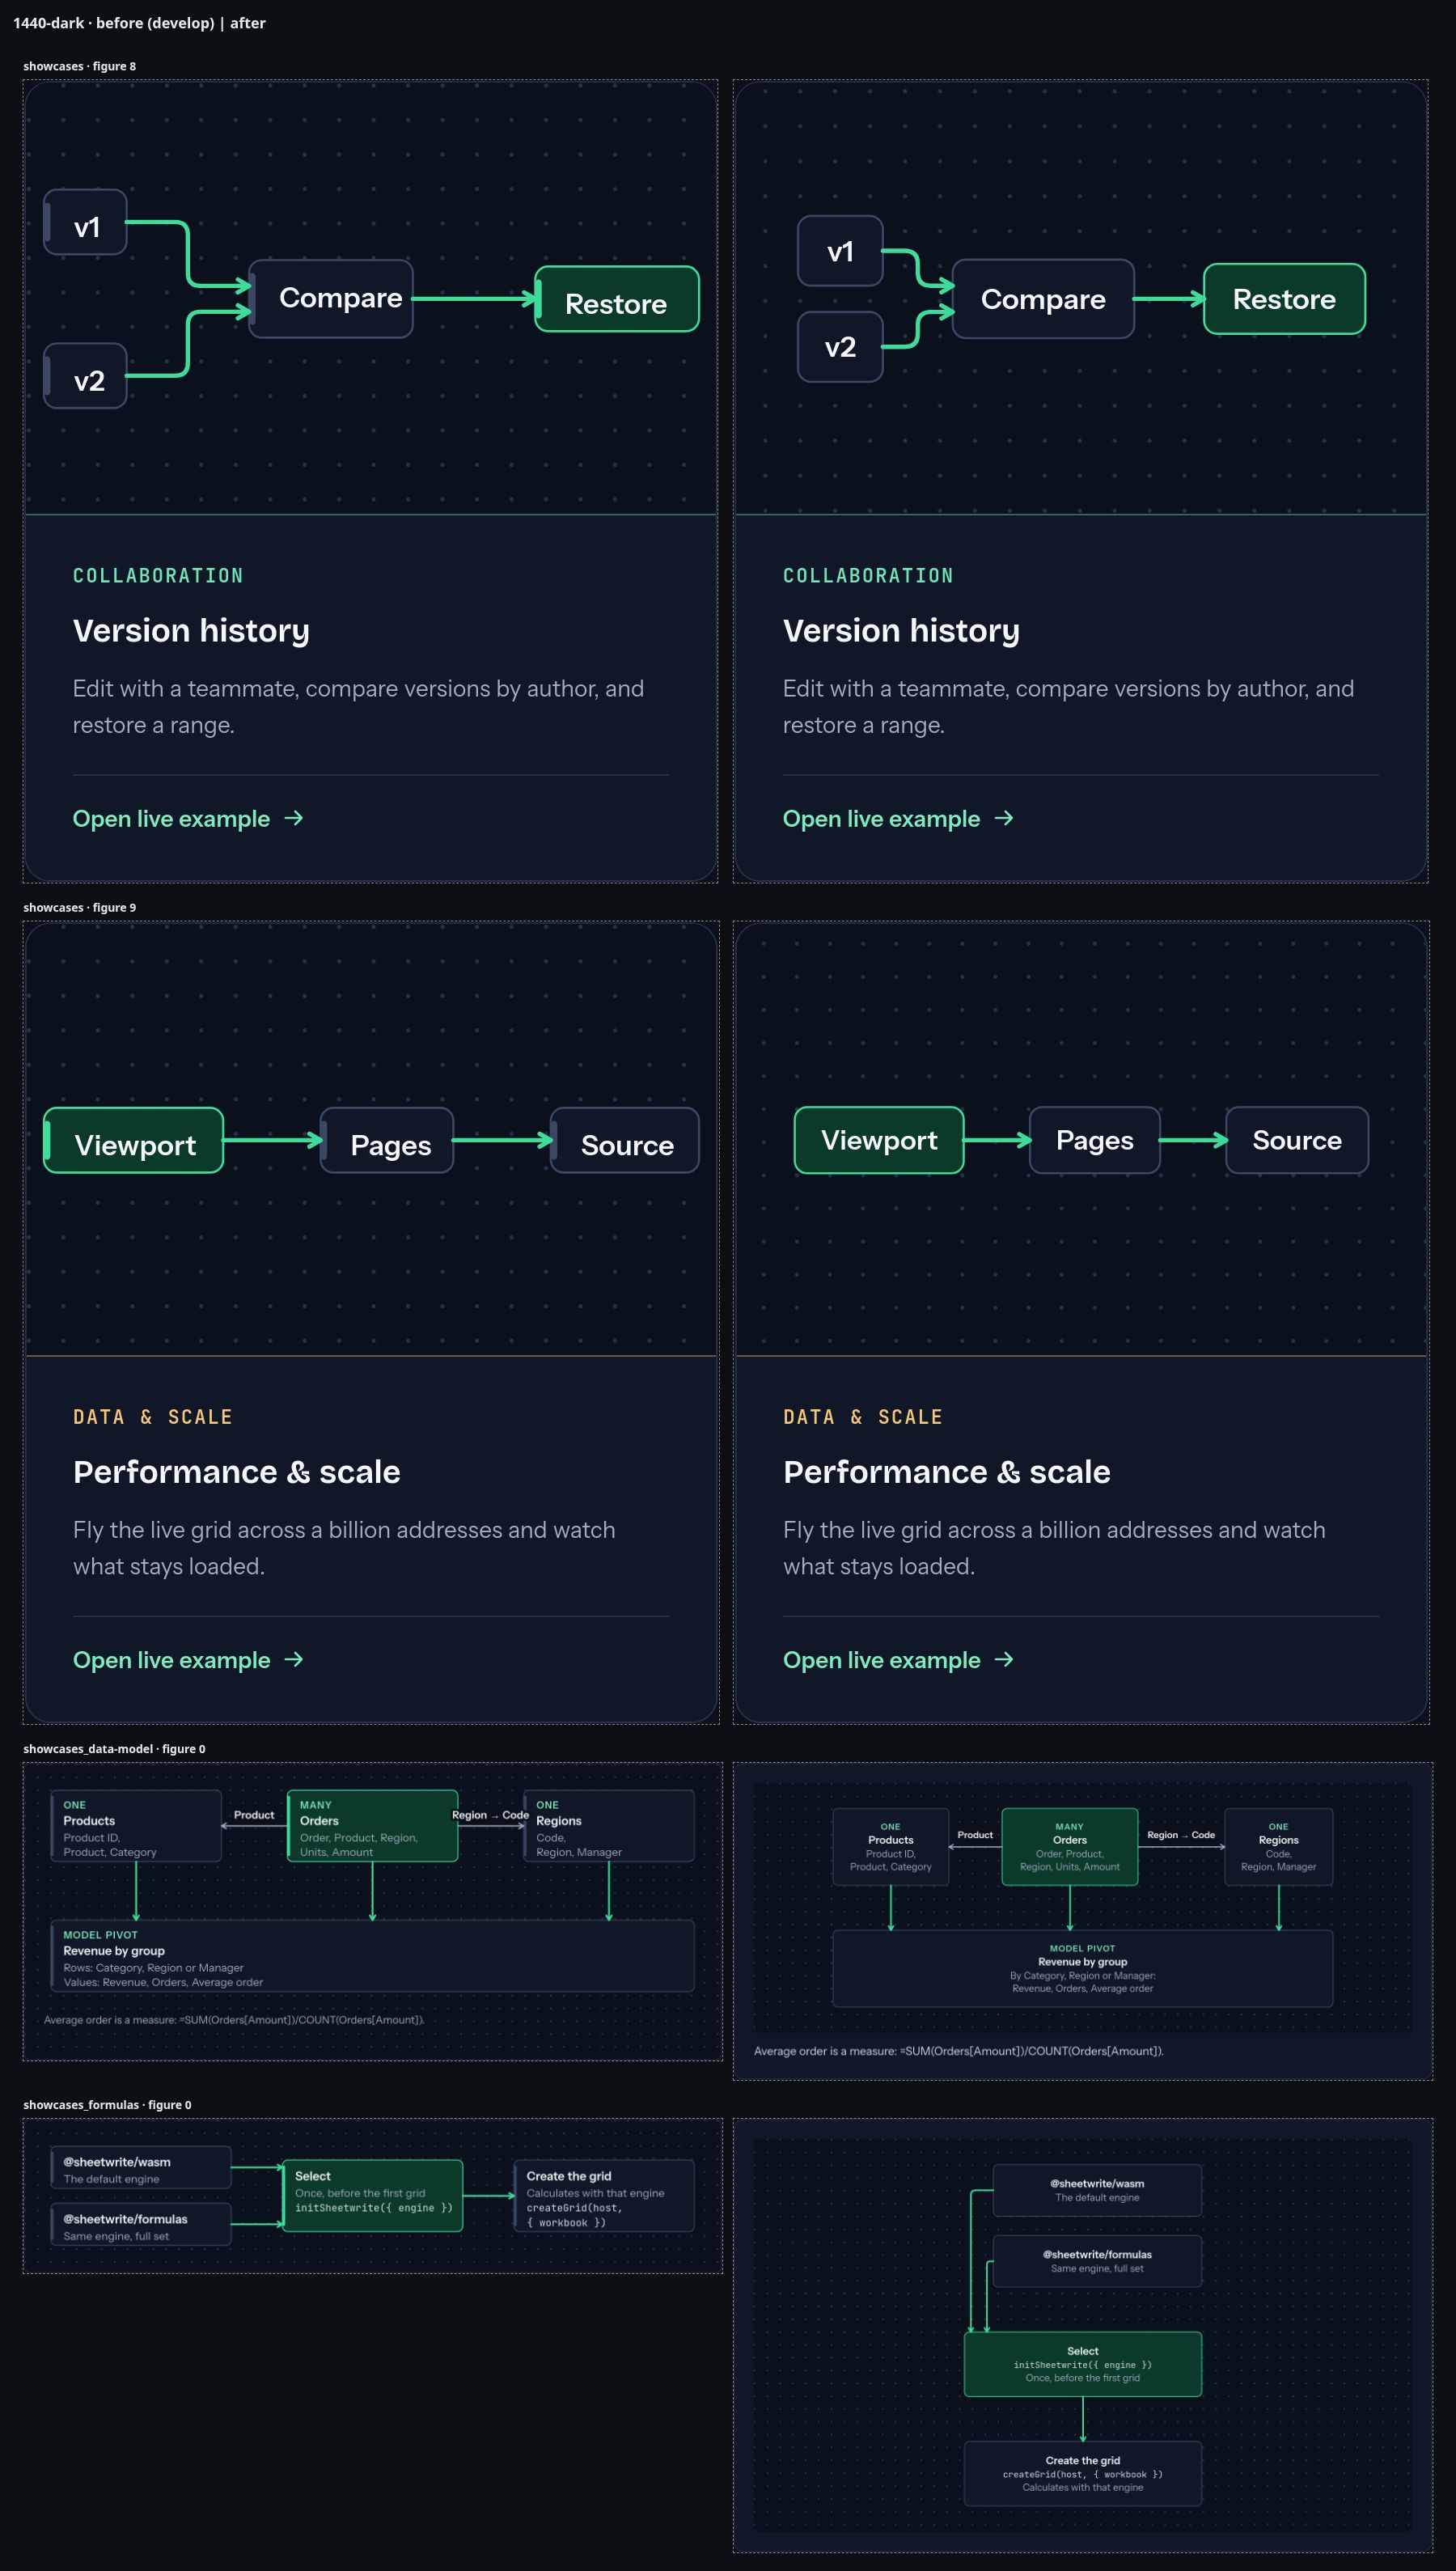 1440-dark · before (develop) | after
showcases · figure 8
v1
v2
Compare
Restore
COLLABORATION
Version history
Edit with a teammate, compare versions by author, and
restore a range.
Open live example →
v1
v2
Compare
Restore
COLLABORATION
Version history
Edit with a teammate, compare versions by author, and
restore a range.
Open live example →
showcases · figure 9
Viewport
Pages
Source
DATA & SCALE
Performance & scale
Fly the live grid across a billion addresses and watch
what stays loaded.
Open live example →
Viewport
Pages
Source
DATA & SCALE
Performance & scale
Fly the live grid across a billion addresses and watch
what stays loaded.
Open live example →
showcases_data-model · figure 0
ONE
Products
Product ID,
Product, Category
Product
MANY
Orders
Order, Product, Region,
Units, Amount
Region → Code
ONE
Regions
Code,
Region, Manager
MODEL PIVOT
Revenue by group
Rows: Category, Region or Manager
Values: Revenue, Orders, Average order
Average order is a measure: =SUM(Orders[Amount])/COUNT(Orders[Amount]).
ONE
Products
Product ID,
Product, Category
Product
MANY
Orders
Order, Product,
Region, Units, Amount
Region → Code
ONE
Regions
Code,
Region, Manager
MODEL PIVOT
Revenue by group
By Category, Region or Manager:
Revenue, Orders, Average order
Average order is a measure: =SUM(Orders[Amount])/COUNT(Orders[Amount]).
showcases_formulas · figure 0
@sheetwrite/wasm
The default engine
@sheetwrite/formulas
Same engine, full set
Select
Once, before the first grid
initSheetwrite({ engine })
Create the grid
Calculates with that engine
createGrid(host,
{ workbook })
@sheetwrite/wasm
The default engine
@sheetwrite/formulas
Same engine, full set
Select
initSheetwrite({ engine })
Once, before the first grid
Create the grid
createGrid(host, { workbook })
Calculates with that engine